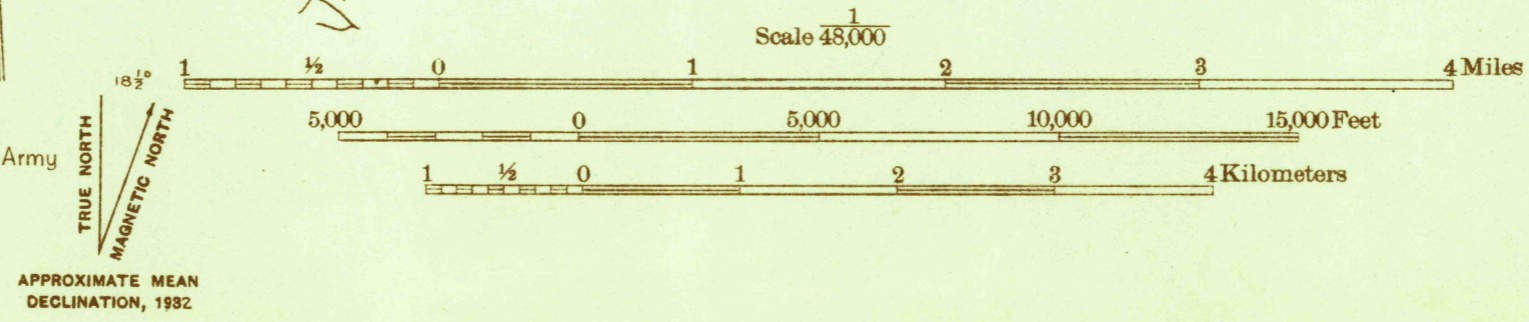 Scale 1/48,000
18½°
1 ½ 0 1 2 3 4 Miles
5,000 0 5,000 10,000 15,000 Feet
1 ½ 0 1 2 3 4 Kilometers
Army
TRUE NORTH
MAGNETIC NORTH
APPROXIMATE MEAN
DECLINATION, 1932